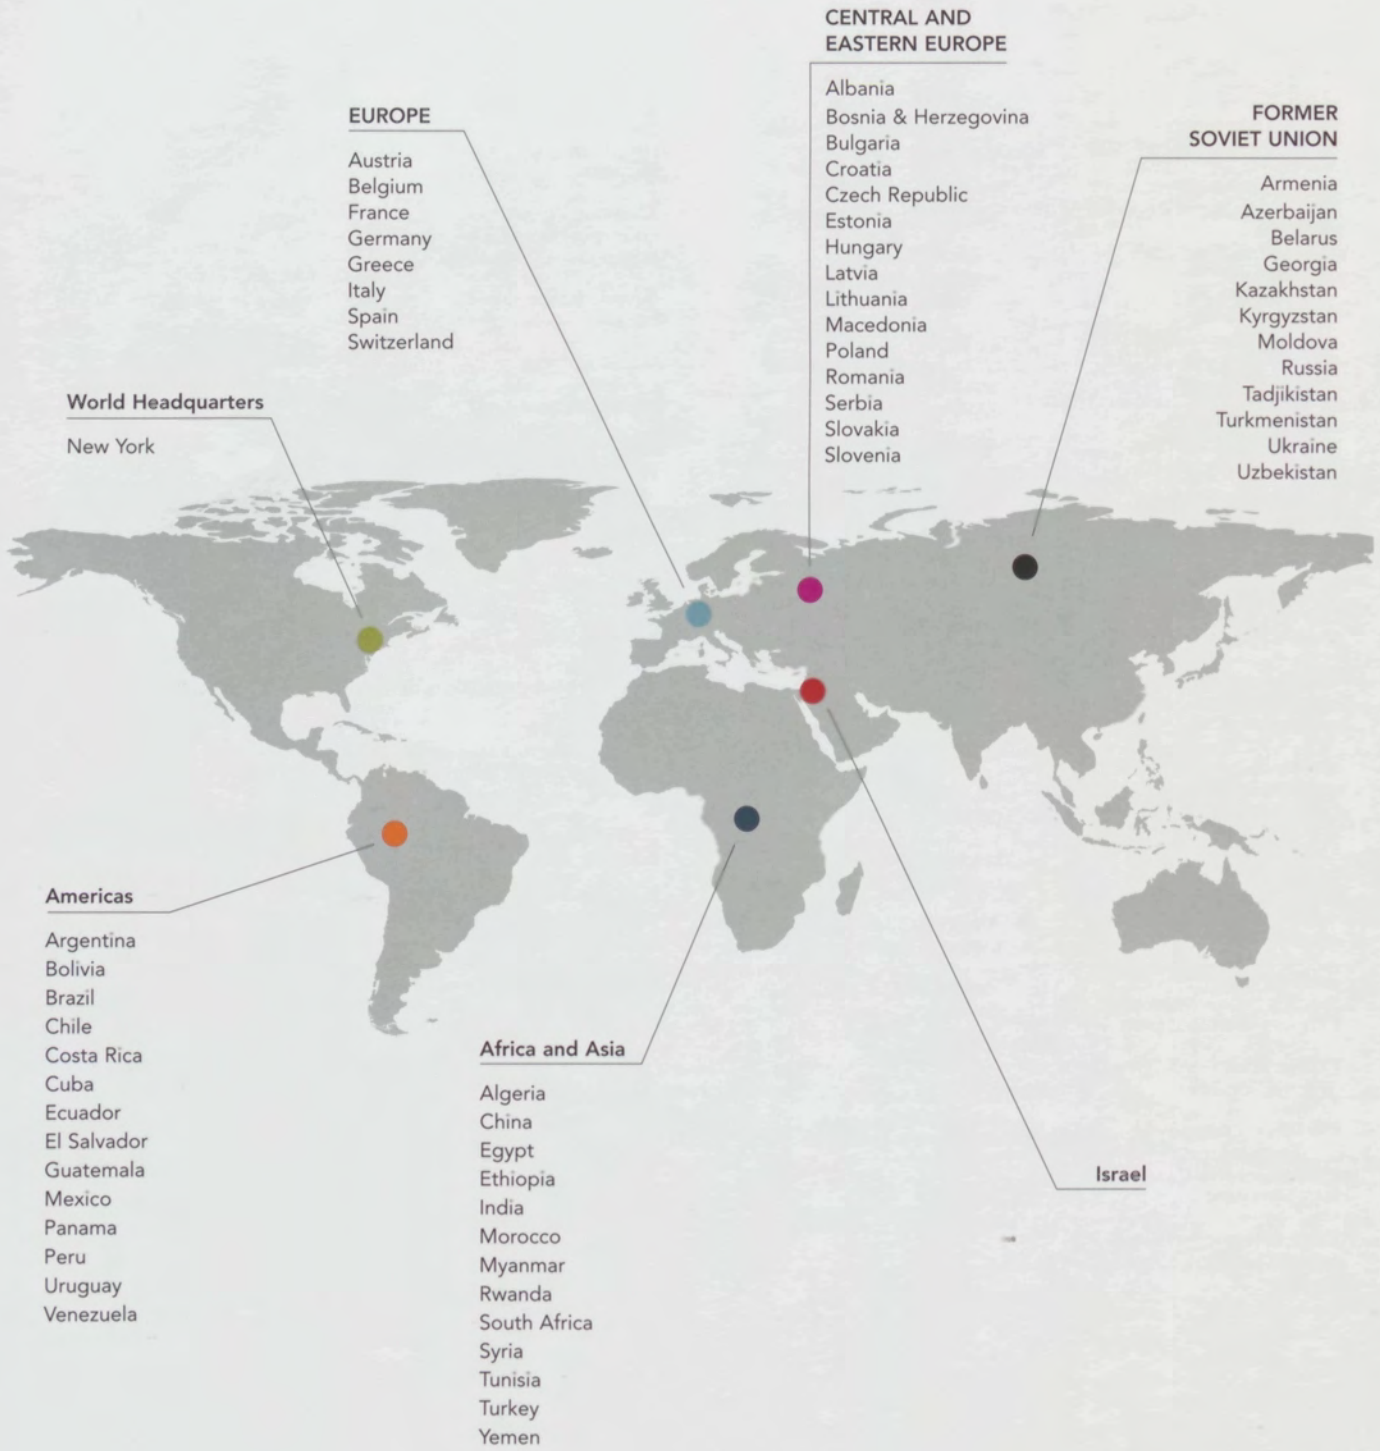 CENTRAL AND
EASTERN EUROPE
Albania
Bosnia & Herzegovina
Bulgaria
Croatia
Czech Republic
Estonia
Hungary
Latvia
Lithuania
Macedonia
Poland
Romania
Serbia
Slovakia
Slovenia
EUROPE
Austria
Belgium
France
Germany
Greece
Italy
Spain
Switzerland
FORMER
SOVIET UNION
Armenia
Azerbaijan
Belarus
Georgia
Kazakhstan
Kyrgyzstan
Moldova
Russia
Tadjikistan
Turkmenistan
Ukraine
Uzbekistan
World Headquarters
New York
Americas
Argentina
Bolivia
Brazil
Chile
Costa Rica
Cuba
Ecuador
El Salvador
Guatemala
Mexico
Panama
Peru
Uruguay
Venezuela
Africa and Asia
Algeria
China
Egypt
Ethiopia
India
Morocco
Myanmar
Rwanda
South Africa
Syria
Tunisia
Turkey
Yemen
Israel